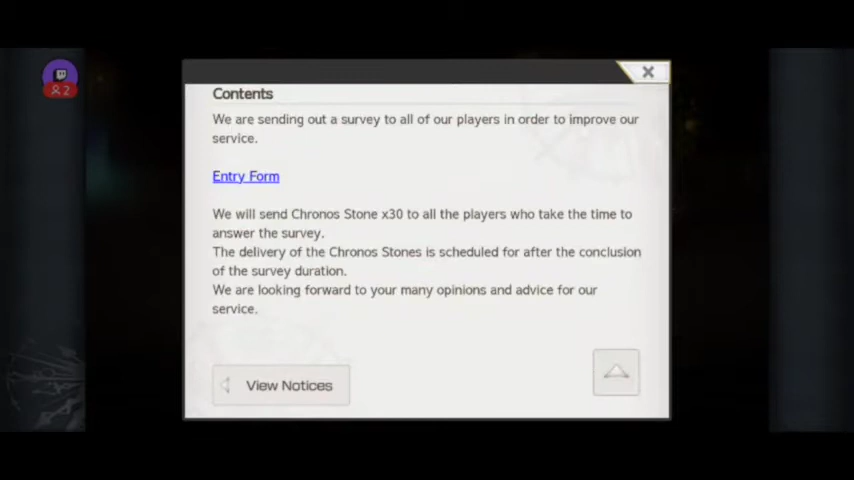 2
Contents
We are sending out a survey to all of our players in order to improve our
service.
Entry Form
We will send Chronos Stone x30 to all the players who take the time to
answer the survey.
The delivery of the Chronos Stones is scheduled for after the conclusion
of the survey duration.
We are looking forward to your many opinions and advice for our
service.
View Notices